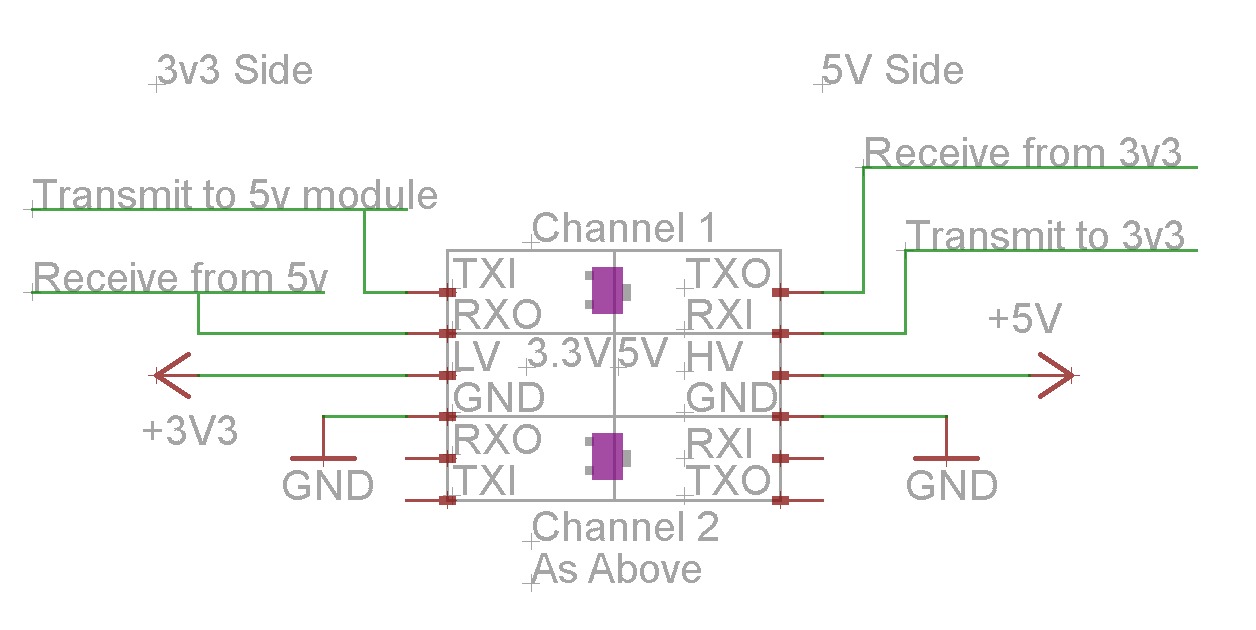 3v3 Side
5V Side
Receive from 3v3
Transmit to 5v module
Channel 1
Transmit to 3v3
Receive from 5v
TXI
TXO
RXO
RXI
+5V
LV
3.3V
5V
HV
GND
GND
+3V3
RXO
RXI
GND
TXI
TXO
GND
Channel 2
As Above